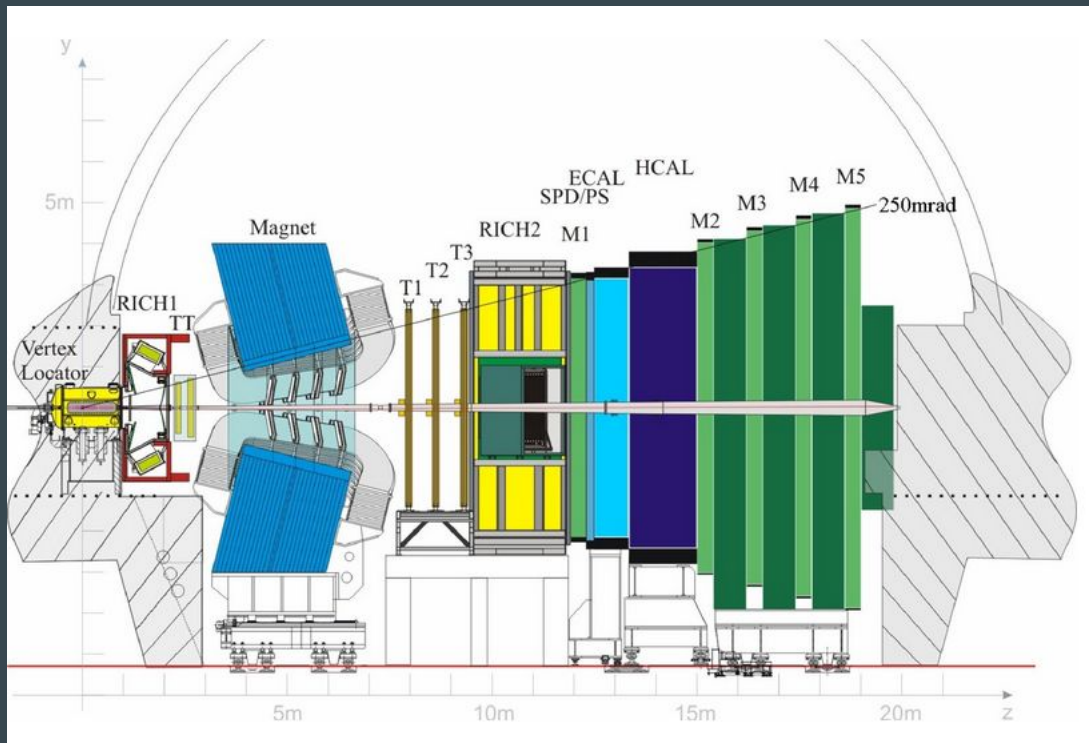 y
5m
HCAL
ECAL
SPD/PS
M5
M4
M3
M2
250mrad
Magnet
RICH2
M1
T3
T2
T1
RICH1
TT
Vertex
Locator
5m
10m
15m
20m
z